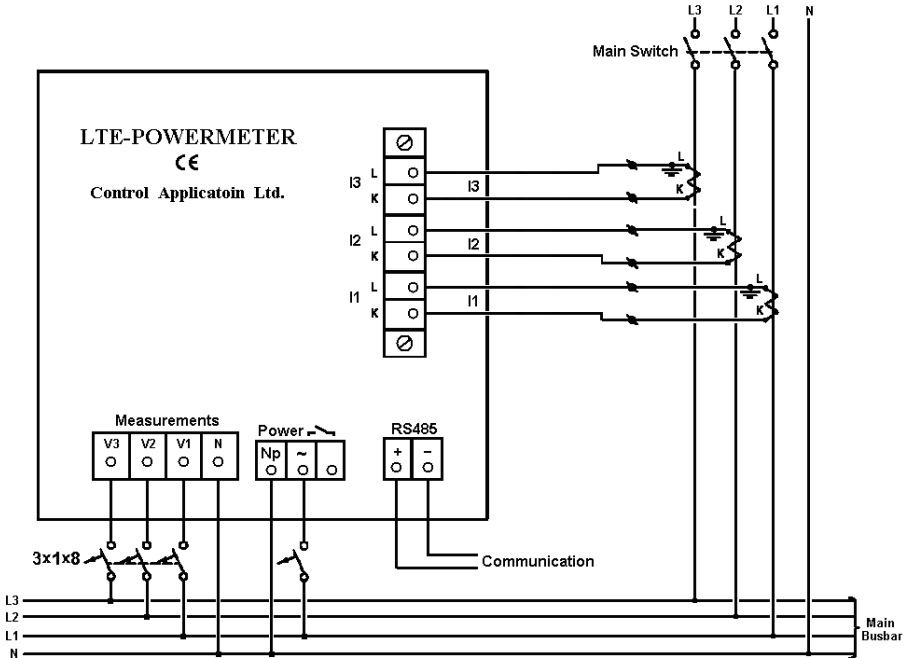 L3 L2 L1 N
Main Switch
LTE-POWERMETER
CE
Control Applicatoin Ltd.
L
I3 L I3
K K
L
I2 L I2
K K
L
I1 L I1
K K
Measurements
V3 V2 V1 N
Power
Np ~
RS485
+ −
3x1x8
Communication
L3
L2
L1
N
Main
Busbar